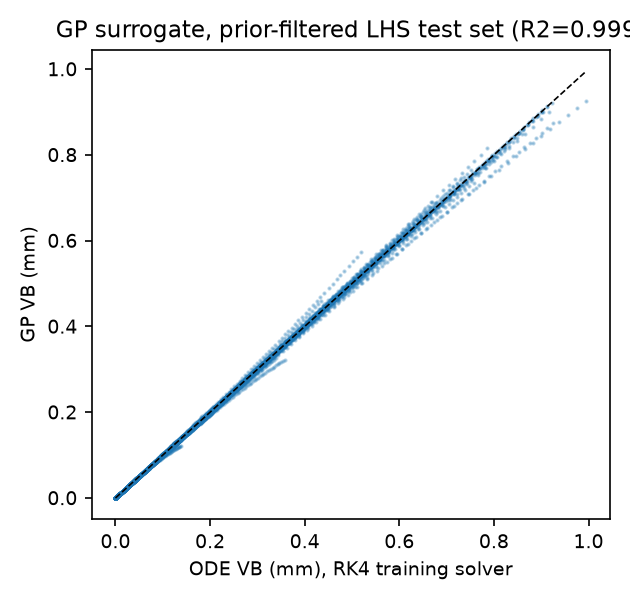 GP surrogate, prior-filtered LHS test set (R2=0.999
1.0
0.8
0.6
0.4
0.2
0.0
GP VB (mm)
0.0 0.2 0.4 0.6 0.8 1.0
ODE VB (mm), RK4 training solver